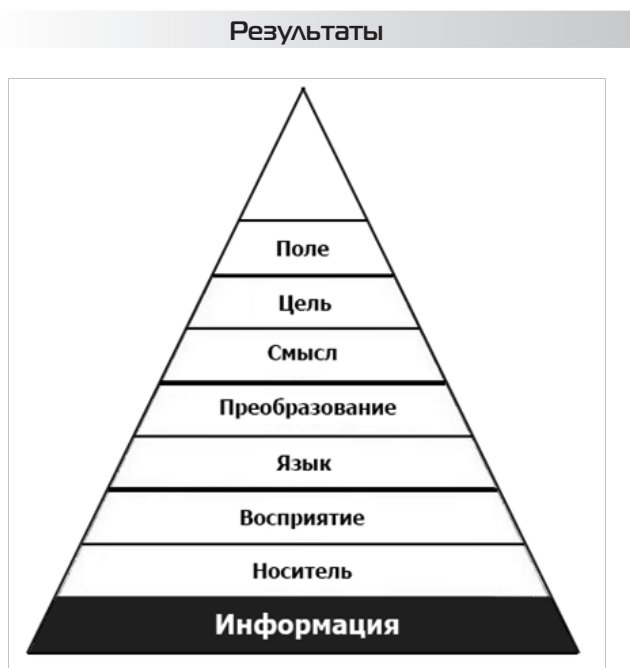 Результаты
Поле
Цель
Смысл
Преобразование
Язык
Восприятие
Носитель
Информация